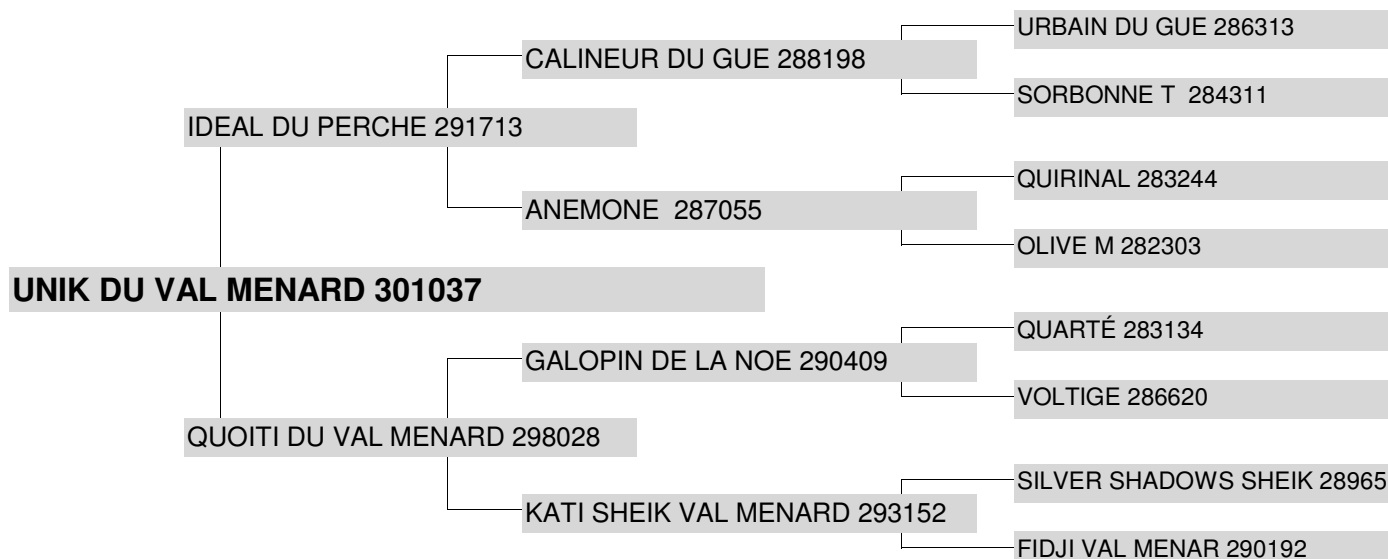 URBAIN DU GUE 286313
CALINEUR DU GUE 288198
SORBONNE T 284311
IDEAL DU PERCHE 291713
QUIRINAL 283244
ANEMONE 287055
OLIVE M 282303
UNIK DU VAL MENARD 301037
QUARTÉ 283134
GALOPIN DE LA NOE 290409
VOLTIGE 286620
QUOITI DU VAL MENARD 298028
SILVER SHADOWS SHEIK 28965
KATI SHEIK VAL MENARD 293152
FIDJI VAL MENAR 290192